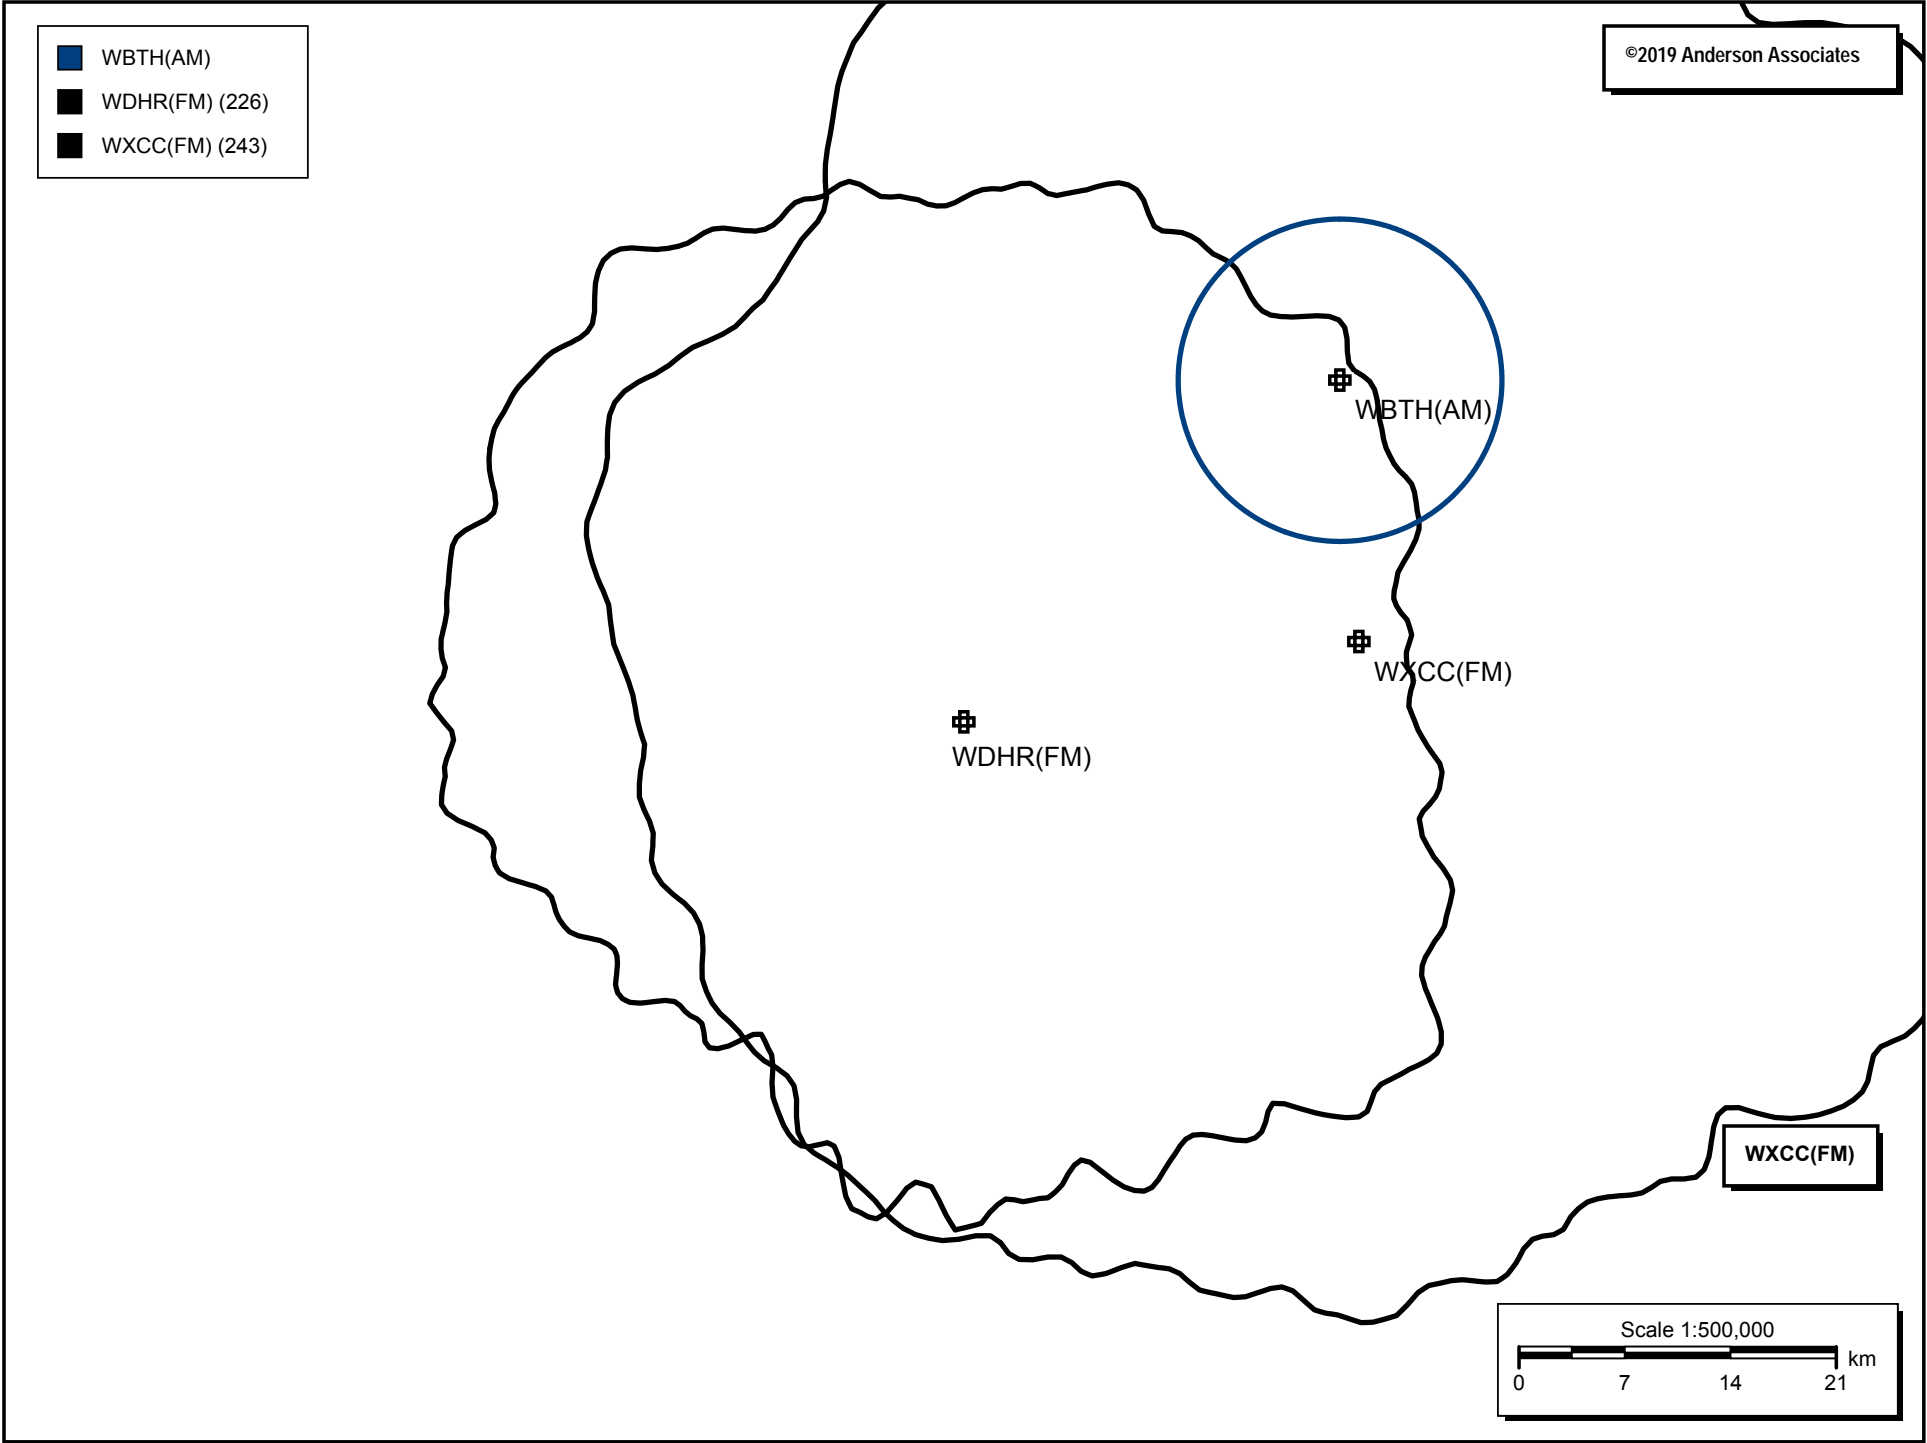 WBTH(AM)
WDHR(FM) (226)
WXCC(FM) (243)
©2019 Anderson Associates
WBTH(AM)
WXCC(FM)
WDHR(FM)
WXCC(FM)
Scale 1:500,000
km
0 7 14 21